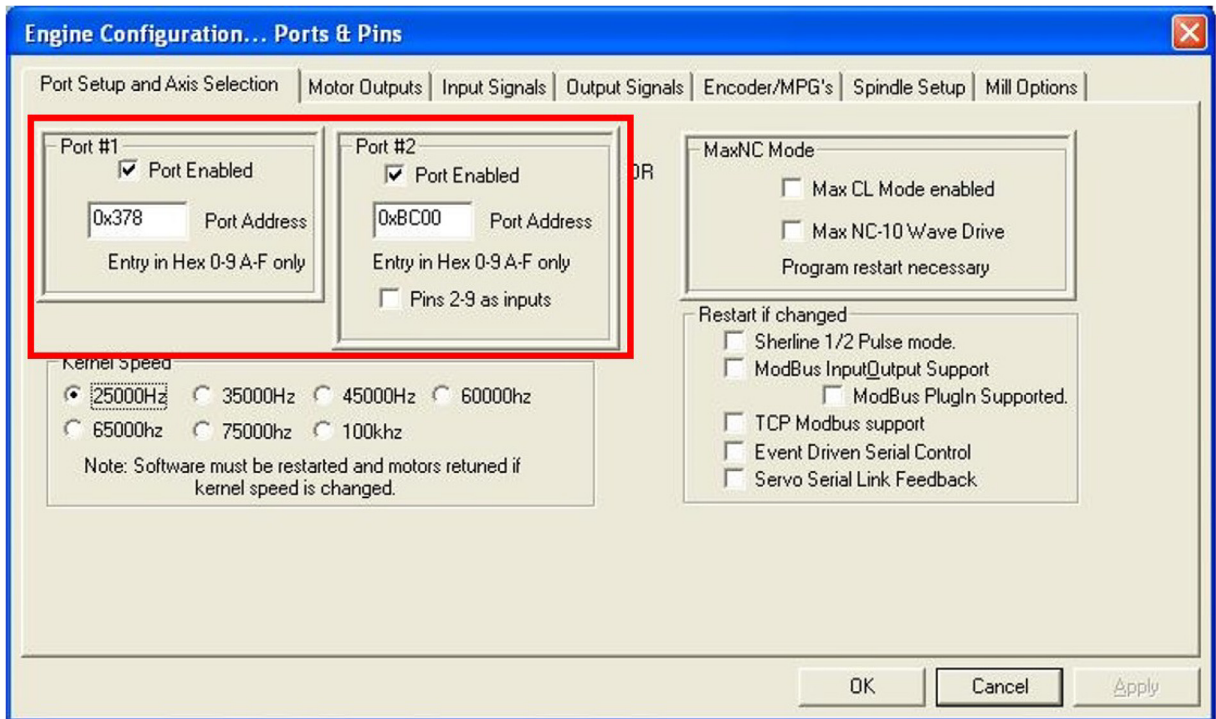 Engine Configuration... Ports & Pins
Port Setup and Axis Selection
Motor Outputs
Input Signals
Output Signals
Encoder/MPG's
Spindle Setup
Mill Options
Port #1
Port Enabled
0x378
Port Address
Entry in Hex 0-9 A-F only
Port #2
Port Enabled
0xBC00
Port Address
Entry in Hex 0-9 A-F only
Pins 2-9 as inputs
OR
MaxNC Mode
Max CL Mode enabled
Max NC-10 Wave Drive
Program restart necessary
Restart if changed
Sherline 1/2 Pulse mode.
ModBus InputOutput Support
ModBus PlugIn Supported.
TCP Modbus support
Event Driven Serial Control
Servo Serial Link Feedback
Kernel Speed
25000Hz
35000Hz
45000Hz
60000hz
65000hz
75000hz
100khz
Note: Software must be restarted and motors retuned if
kernel speed is changed.
OK
Cancel
Apply